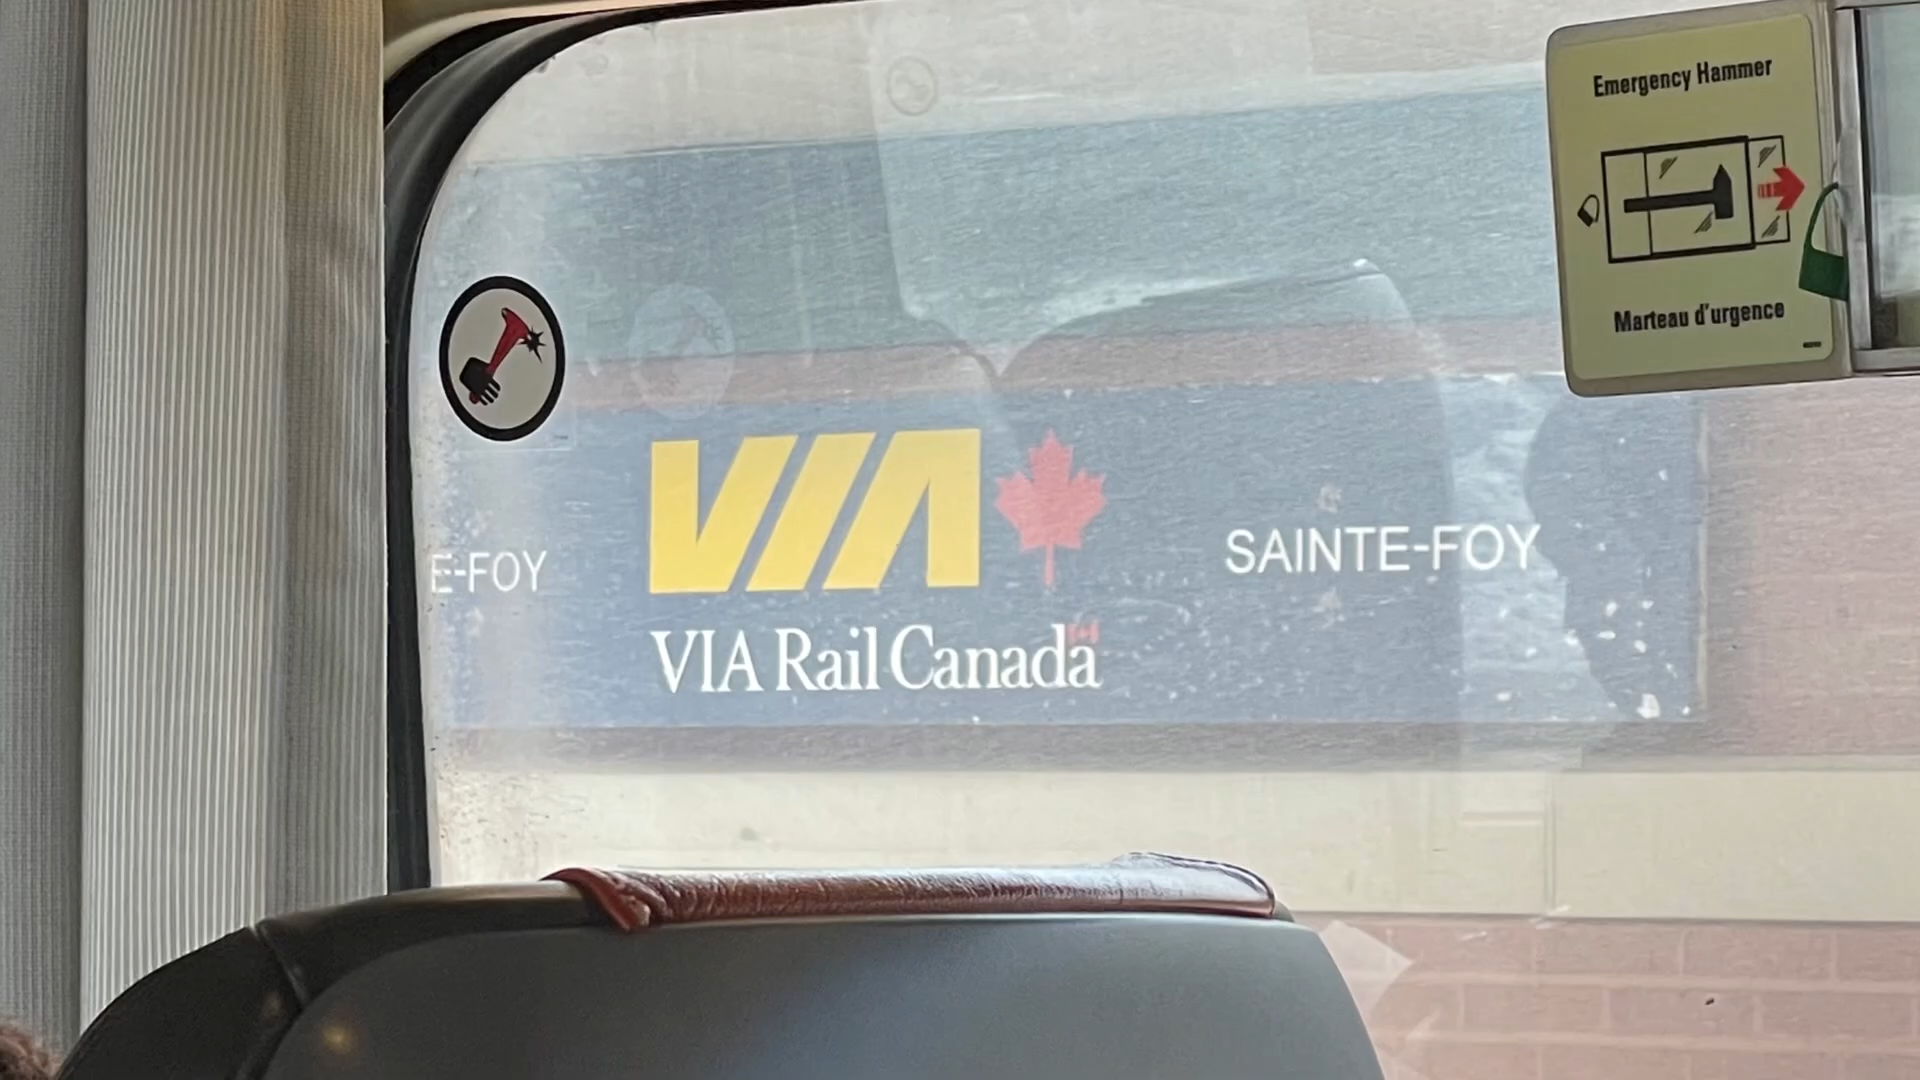 Emergency Hammer
Marteau d'urgence
E-FOY
VIA
SAINTE-FOY
VIA Rail Canada